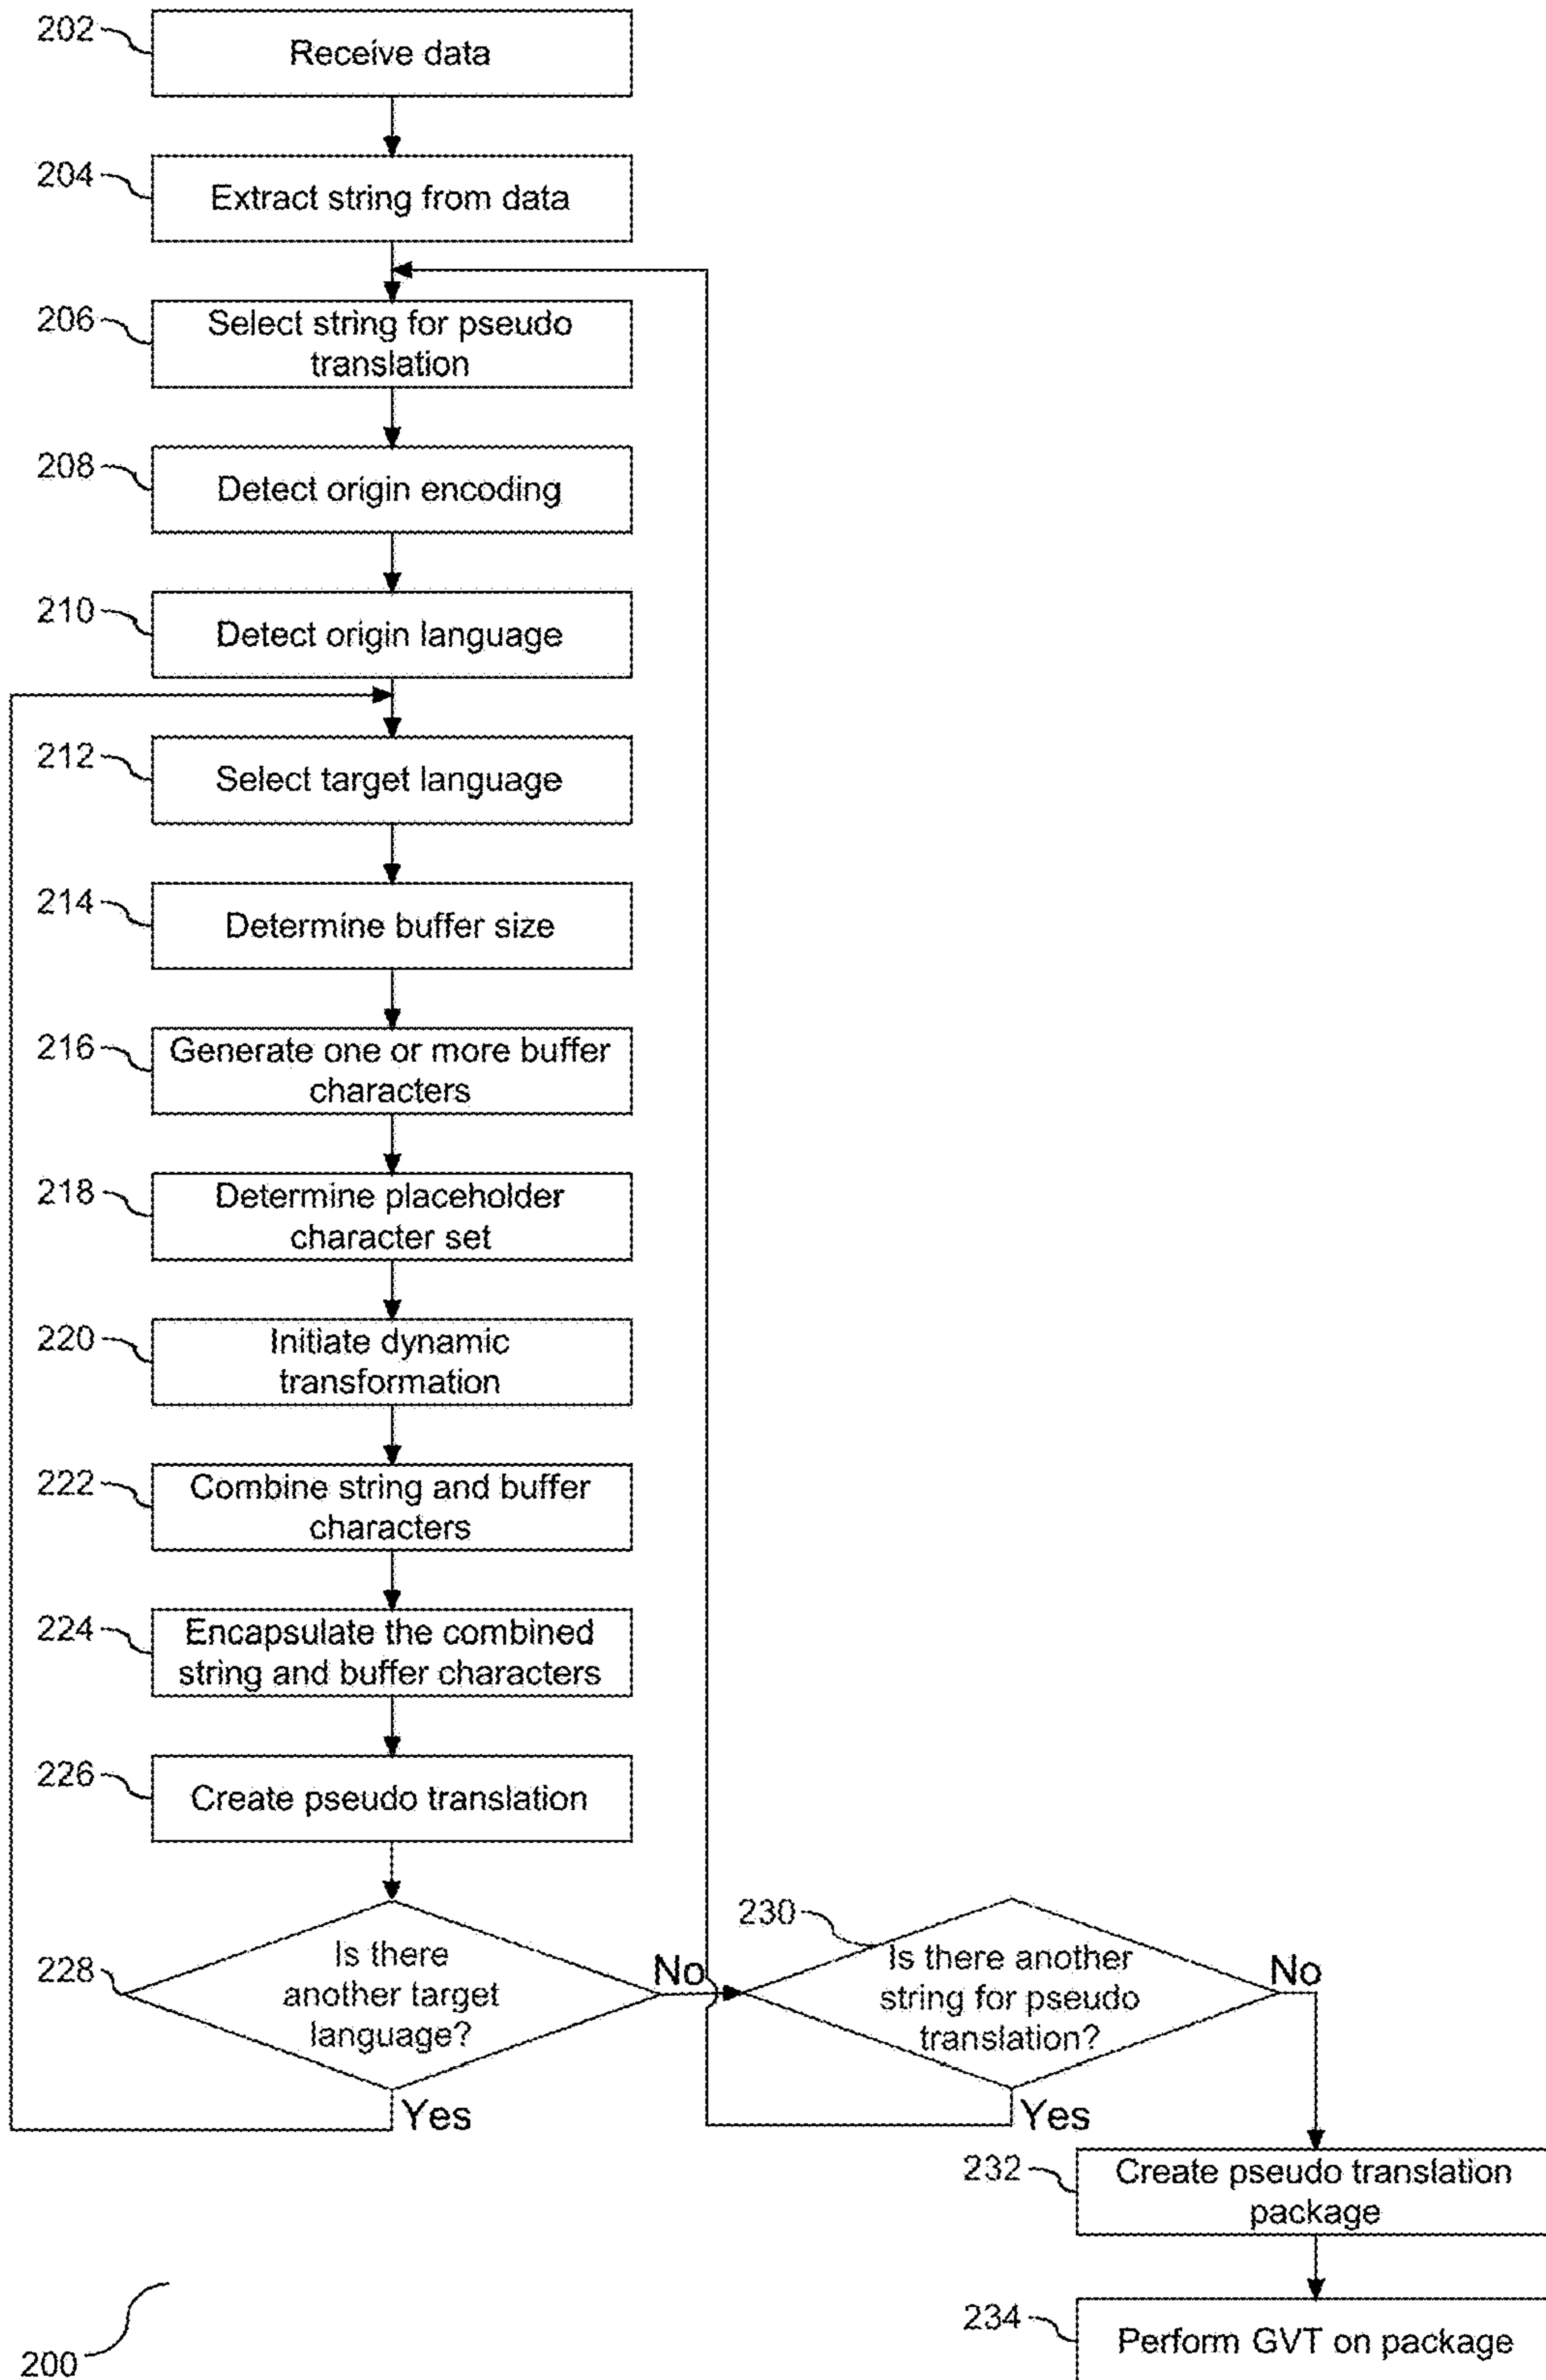 202
Receive data
204
Extract string from data
206
Select string for pseudo
translation
208
Detect origin encoding
210
Detect origin language
212
Select target language
214
Determine buffer size
216
Generate one or more buffer
characters
218
Determine placeholder
character set
220
Initiate dynamic
transformation
222
Combine string and buffer
characters
224
Encapsulate the combined
string and buffer characters
226
Create pseudo translation
228
Is there
another target
language?
No
Yes
230
Is there another
string for pseudo
translation?
No
Yes
232
Create pseudo translation
package
234
Perform GVT on package
200